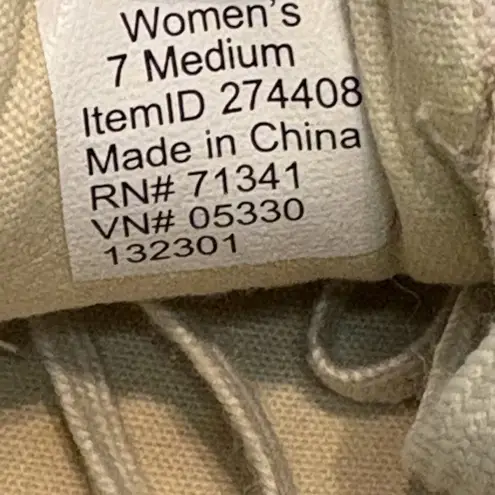 Women's
7 Medium
ItemID 274408
Made in China
RN# 71341
VN# 05330
132301